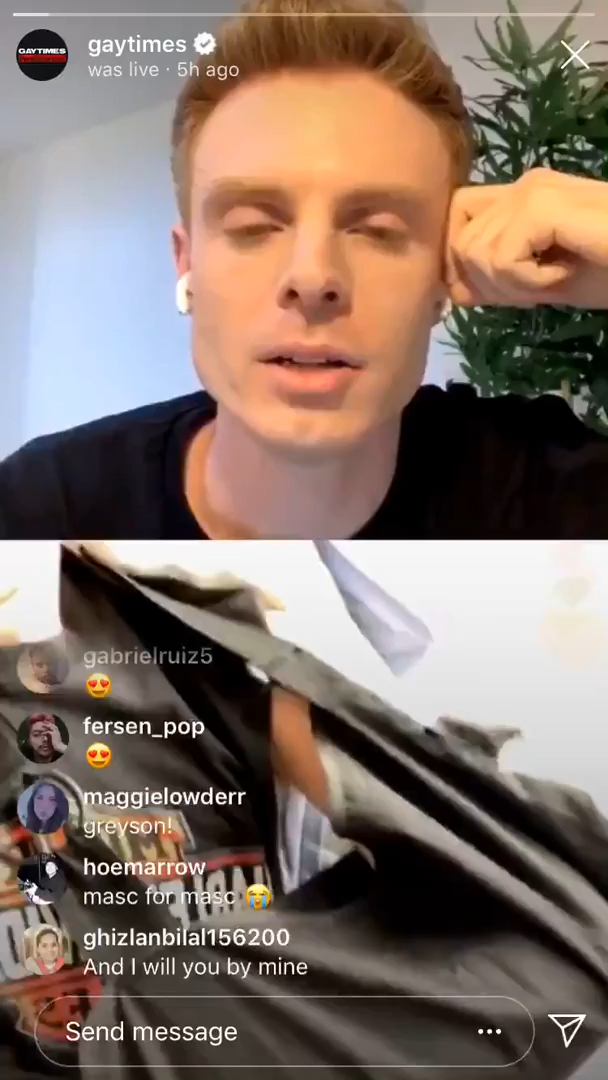 GAYTIMES
gaytimes
was live · 5h ago
gabrielruiz5
😍
fersen_pop
😍
maggielowderr
greyson!
hoemarrow
masc for masc 😭
ghizlanbilal156200
And I will you by mine
Send message